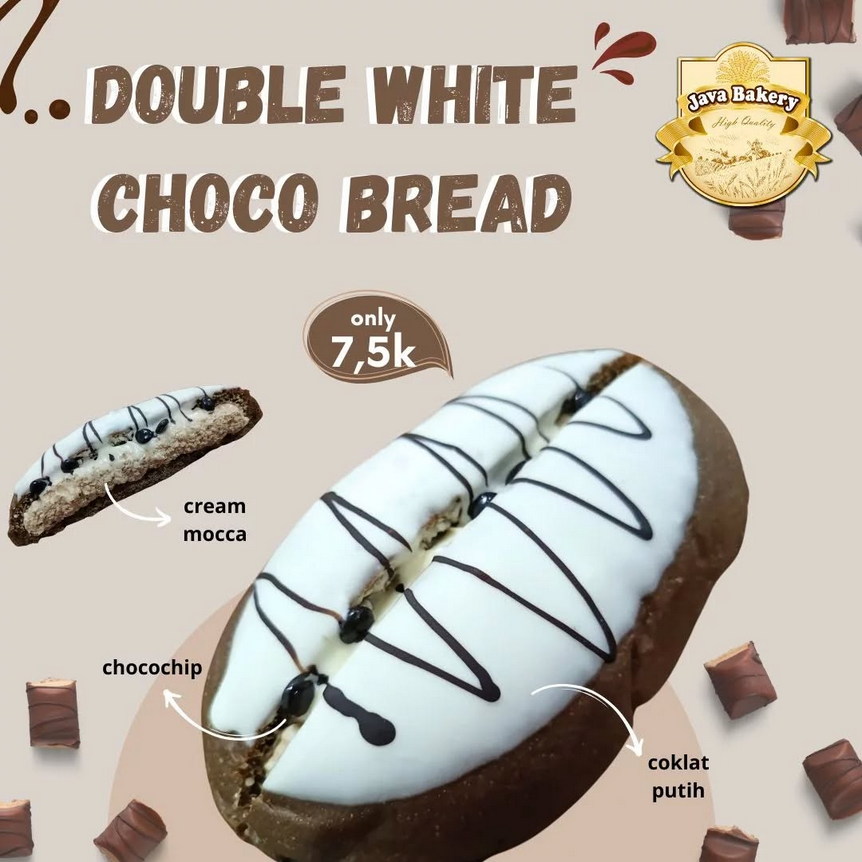 DOUBLE WHITE
CHOCO BREAD
Java Bakery
High Quality
only
7,5k
cream
mocca
chocochip
coklat
putih